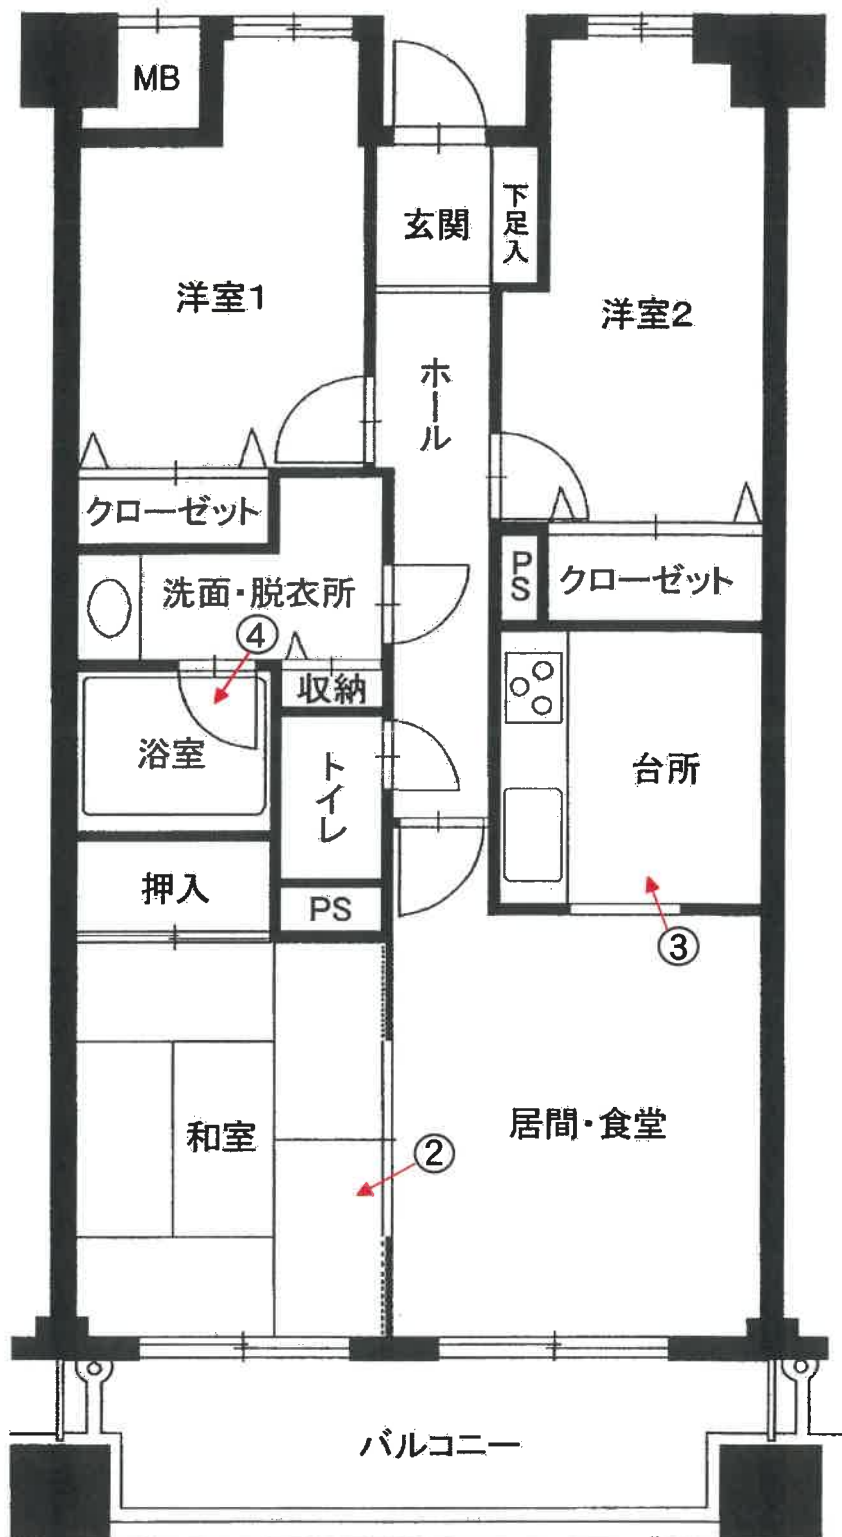 MB
玄関
下足入
洋室1
洋室2
ホール
クローゼット
PS
クローゼット
洗面・脱衣所
④
収納
浴室
トイレ
台所
押入
PS
③
和室
居間・食堂
②
バルコニー